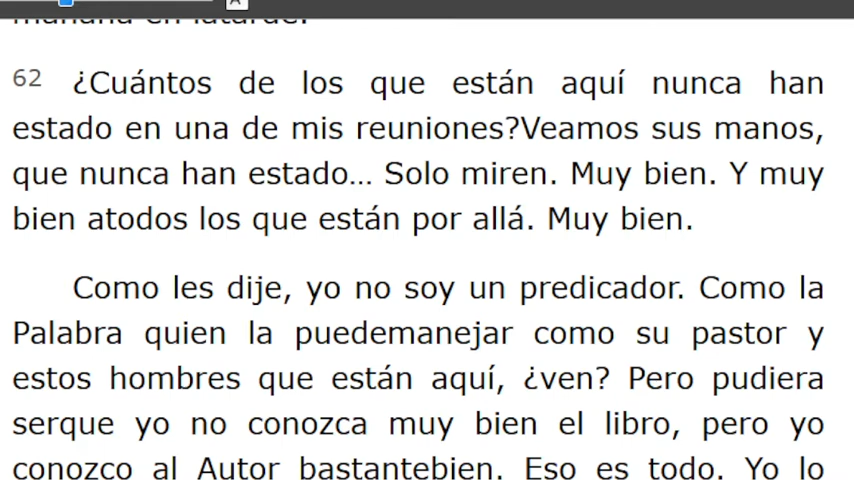 mañana en latarde.
62 ¿Cuántos de los que están aquí nunca han
estado en una de mis reuniones?Veamos sus manos,
que nunca han estado... Solo miren. Muy bien. Y muy
bien atodos los que están por allá. Muy bien.
Como les dije, yo no soy un predicador. Como la
Palabra quien la puedemanejar como su pastor y
estos hombres que están aquí, ¿ven? Pero pudiera
serque yo no conozca muy bien el libro, pero yo
conozco al Autor bastantebien. Eso es todo. Yo lo